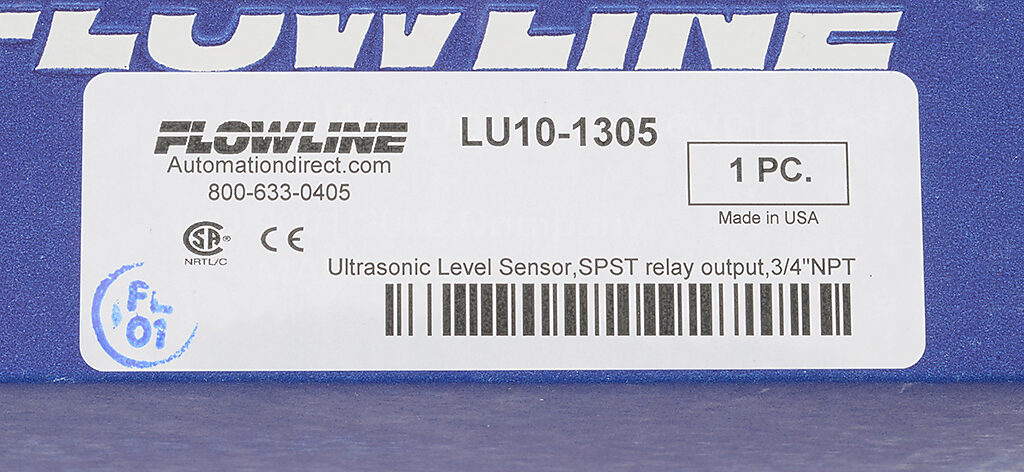 FLOWLINE
FLOWLINE
Automationdirect.com
800-633-0405
LU10-1305
1 PC.
Made in USA
CSA®
NRTL/C
CE
Ultrasonic Level Sensor,SPST relay output,3/4"NPT
FL
01